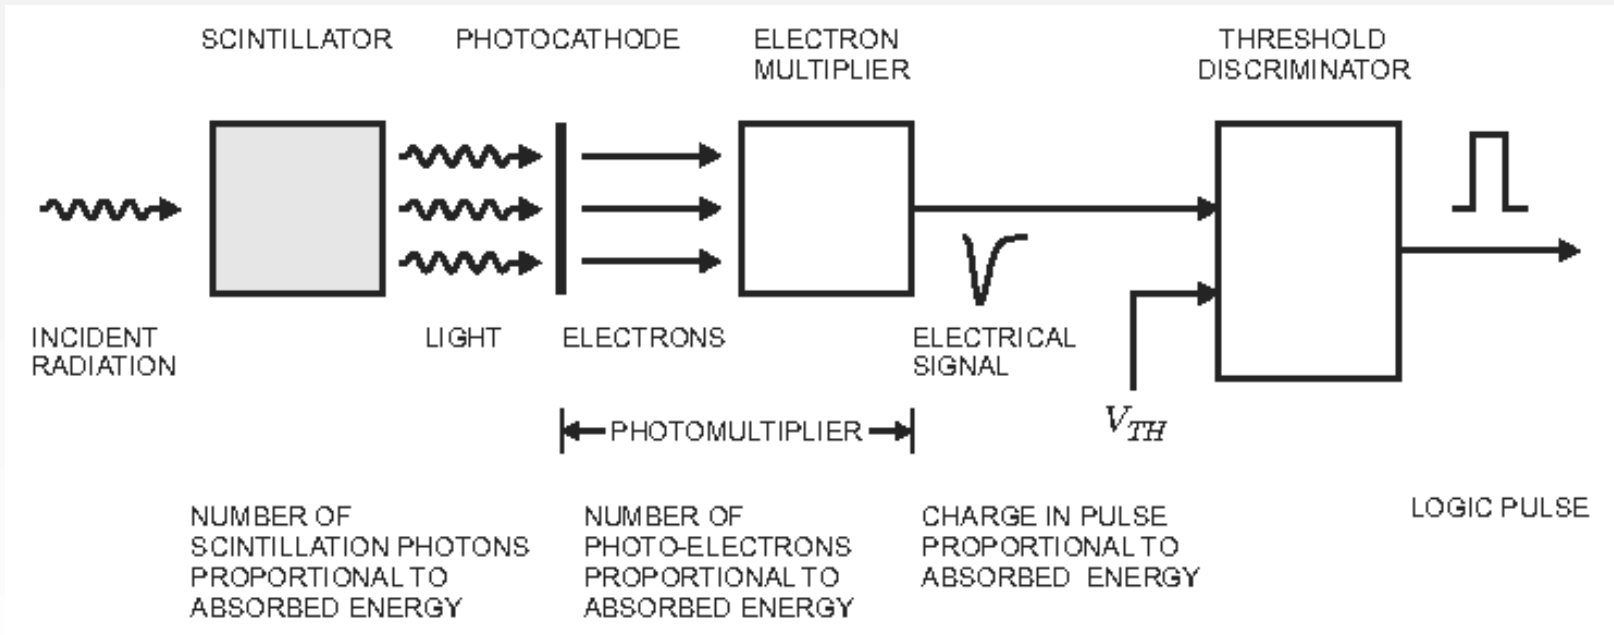 SCINTILLATOR
PHOTOCATHODE
ELECTRON
MULTIPLIER
THRESHOLD
DISCRIMINATOR
INCIDENT
RADIATION
LIGHT
ELECTRONS
ELECTRICAL
SIGNAL
V_TH
PHOTOMULTIPLIER
NUMBER OF
SCINTILLATION PHOTONS
PROPORTIONAL TO
ABSORBED ENERGY
NUMBER OF
PHOTO-ELECTRONS
PROPORTIONAL TO
ABSORBED ENERGY
CHARGE IN PULSE
PROPORTIONAL TO
ABSORBED ENERGY
LOGIC PULSE